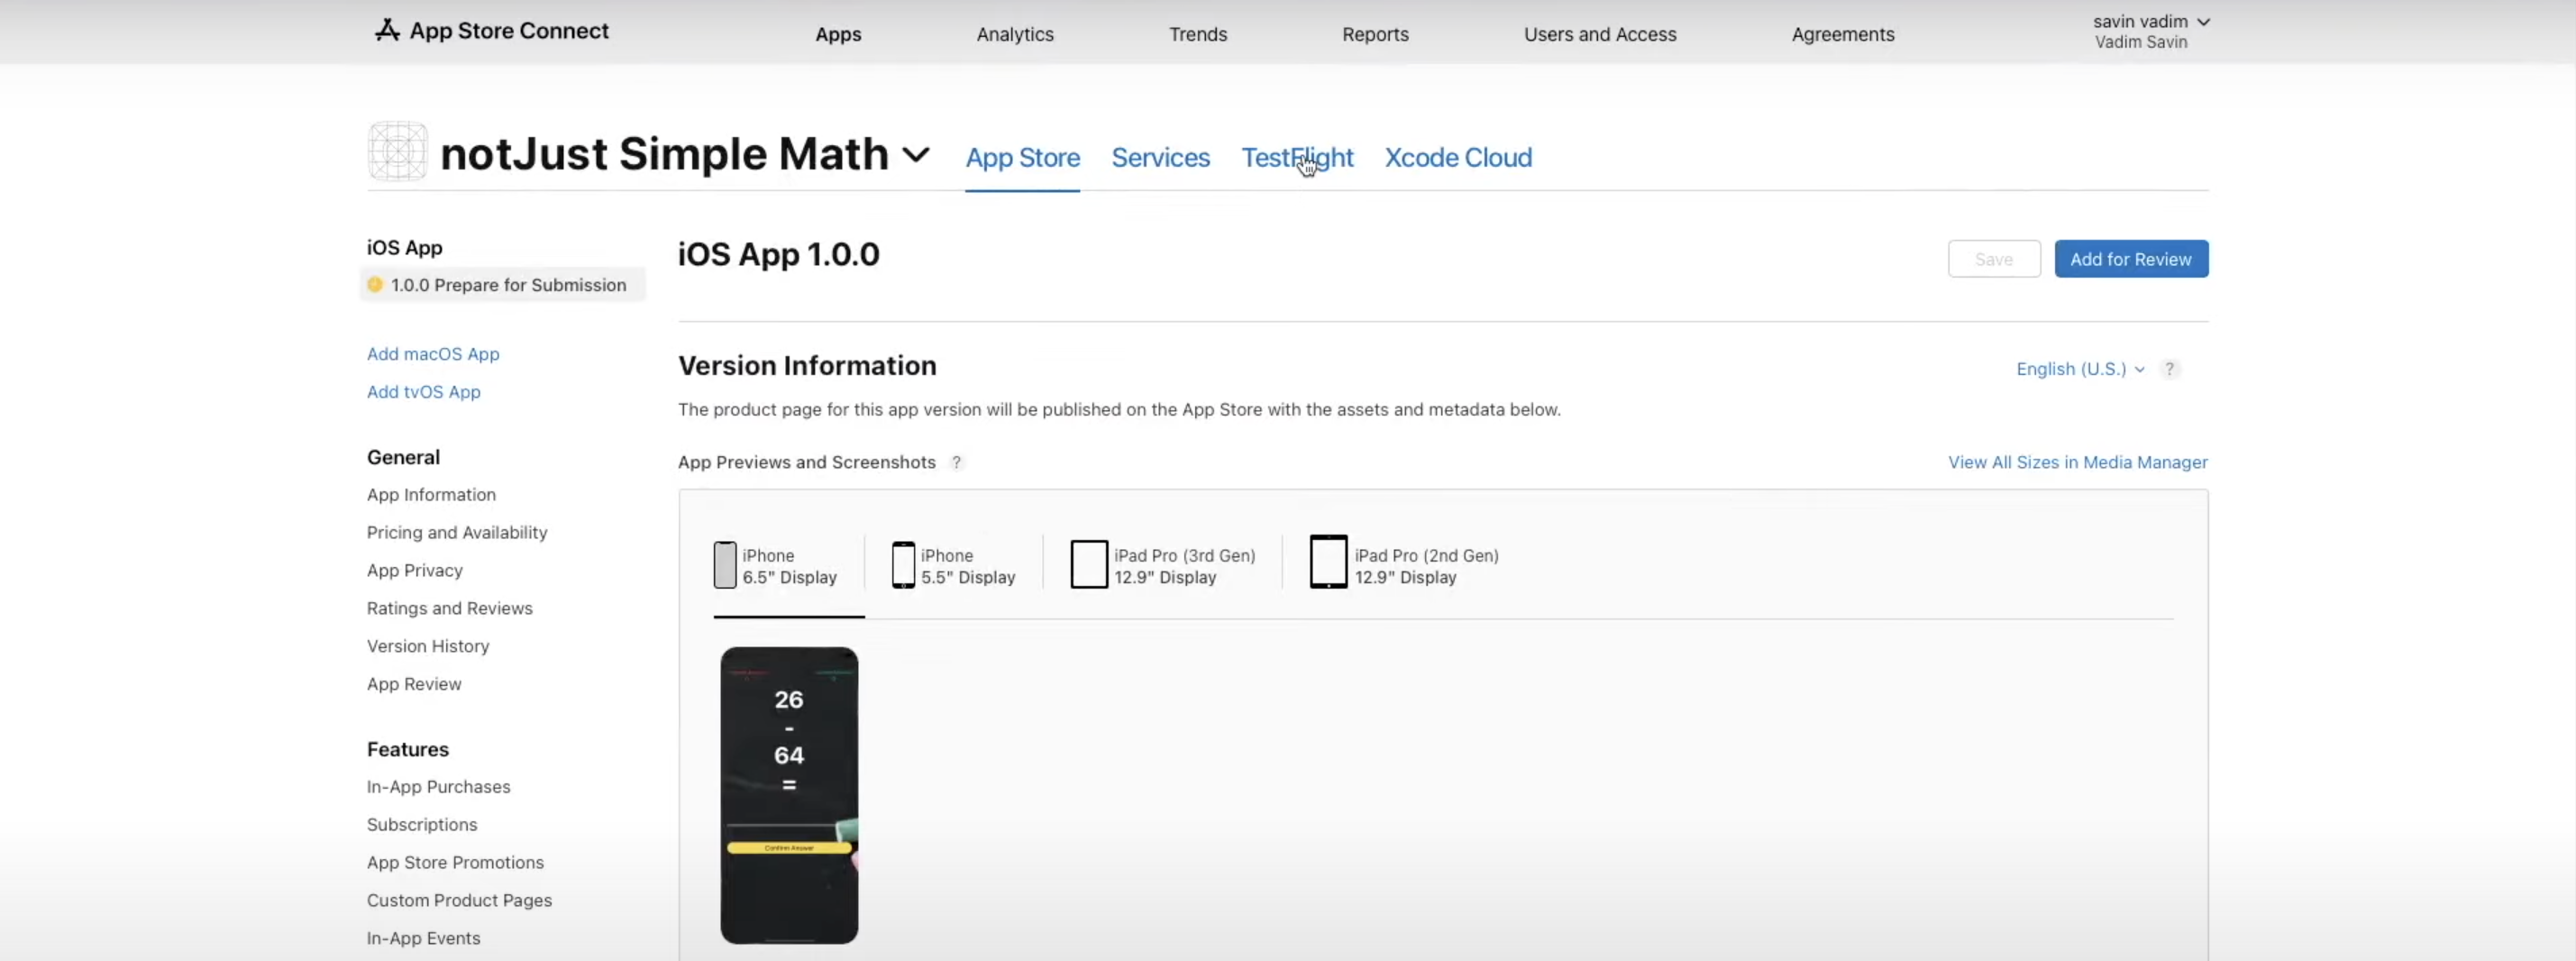 App Store Connect
Apps
Analytics
Trends
Reports
Users and Access
Agreements
savin vadim
Vadim Savin
notJust Simple Math
App Store
Services
TestFlight
Xcode Cloud
iOS App
1.0.0 Prepare for Submission
Add macOS App
Add tvOS App
General
App Information
Pricing and Availability
App Privacy
Ratings and Reviews
Version History
App Review
Features
In-App Purchases
Subscriptions
App Store Promotions
Custom Product Pages
In-App Events
iOS App 1.0.0
Save
Add for Review
Version Information
English (U.S.)
?
The product page for this app version will be published on the App Store with the assets and metadata below.
App Previews and Screenshots ?
View All Sizes in Media Manager
iPhone
6.5" Display
iPhone
5.5" Display
iPad Pro (3rd Gen)
12.9" Display
iPad Pro (2nd Gen)
12.9" Display
26
-
64
=
Confirm Answer